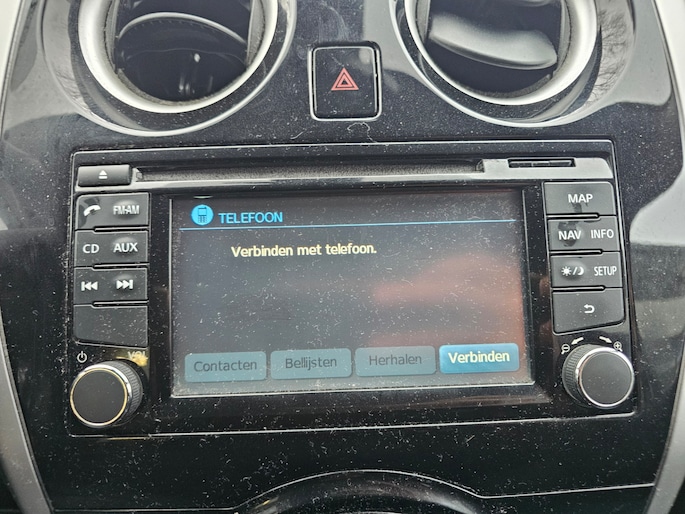 FM-AM
CD AUX
VOL
TELEFOON
Verbinden met telefoon.
Contacten Bellijsten Herhalen Verbinden
MAP
NAV INFO
SETUP